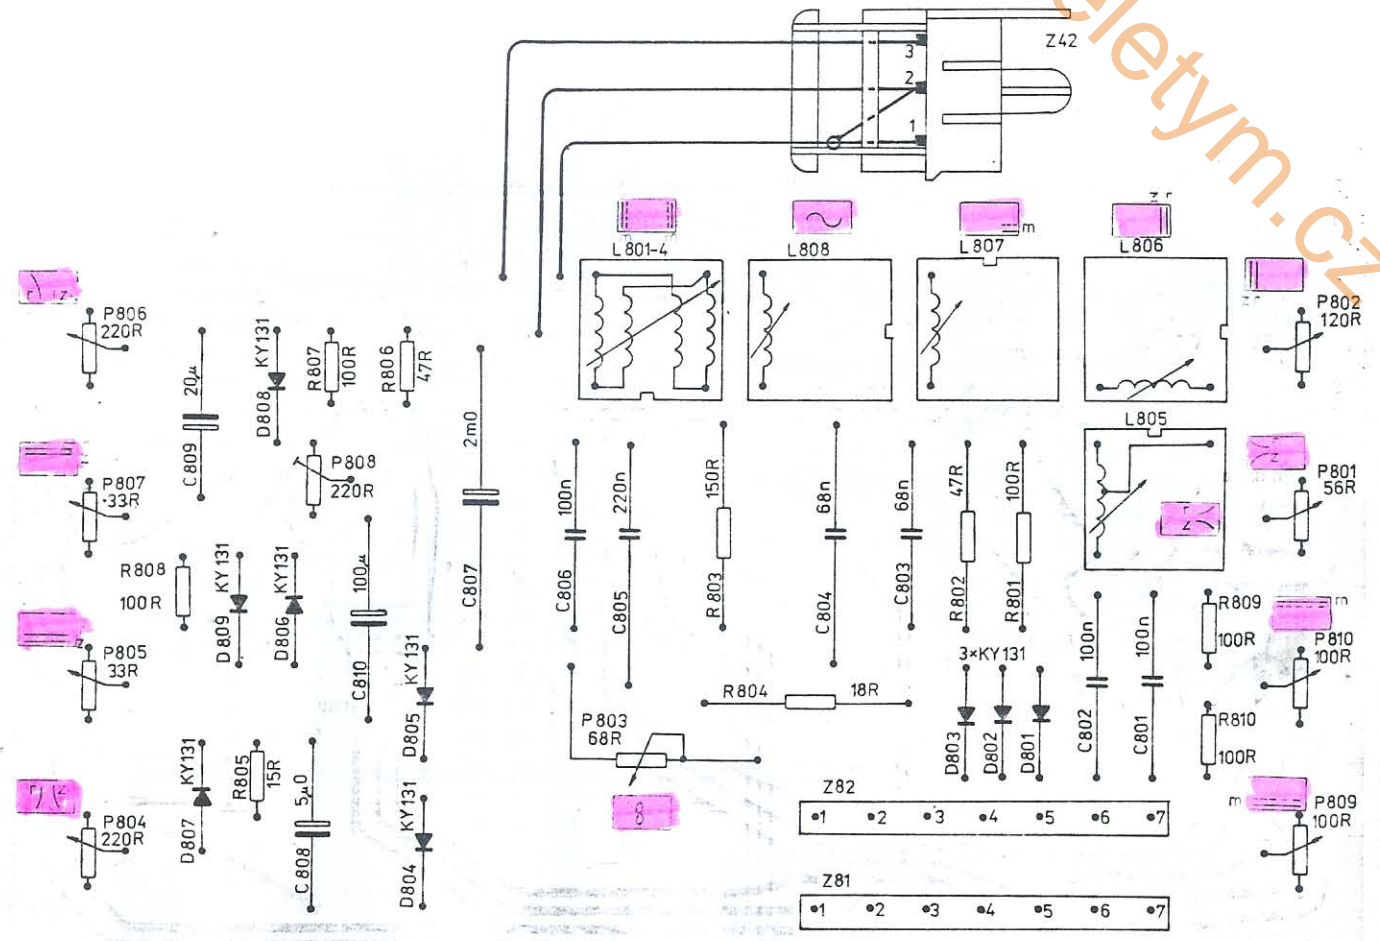 eletym.cz
3
Z42
2
1
z r
m
L801-4
L808
L807
L806
r z
zr
P806
220R
P802
120R
20µ
KY131
D808
R807
100R
R806
47R
C809
2m0
C807
L805
z
P807
33R
P808
220R
100n
C806
220n
C805
150R
R803
68n
C804
68n
C803
47R
R802
100R
R801
r
z
z
P801
56R
R808
100R
KY131
D809
KY131
D806
100µ
C810
z
P805
33R
KY131
D805
3×KY131
D803
D802
D801
100n
C802
100n
C801
R809
100R
m
P810
100R
R804
18R
P803
68R
R810
100R
KY131
D807
R805
15R
5µ0
C808
KY131
D804
r z
P804
220R
8
m
P809
100R
Z82
1 2 3 4 5 6 7
Z81
1 2 3 4 5 6 7